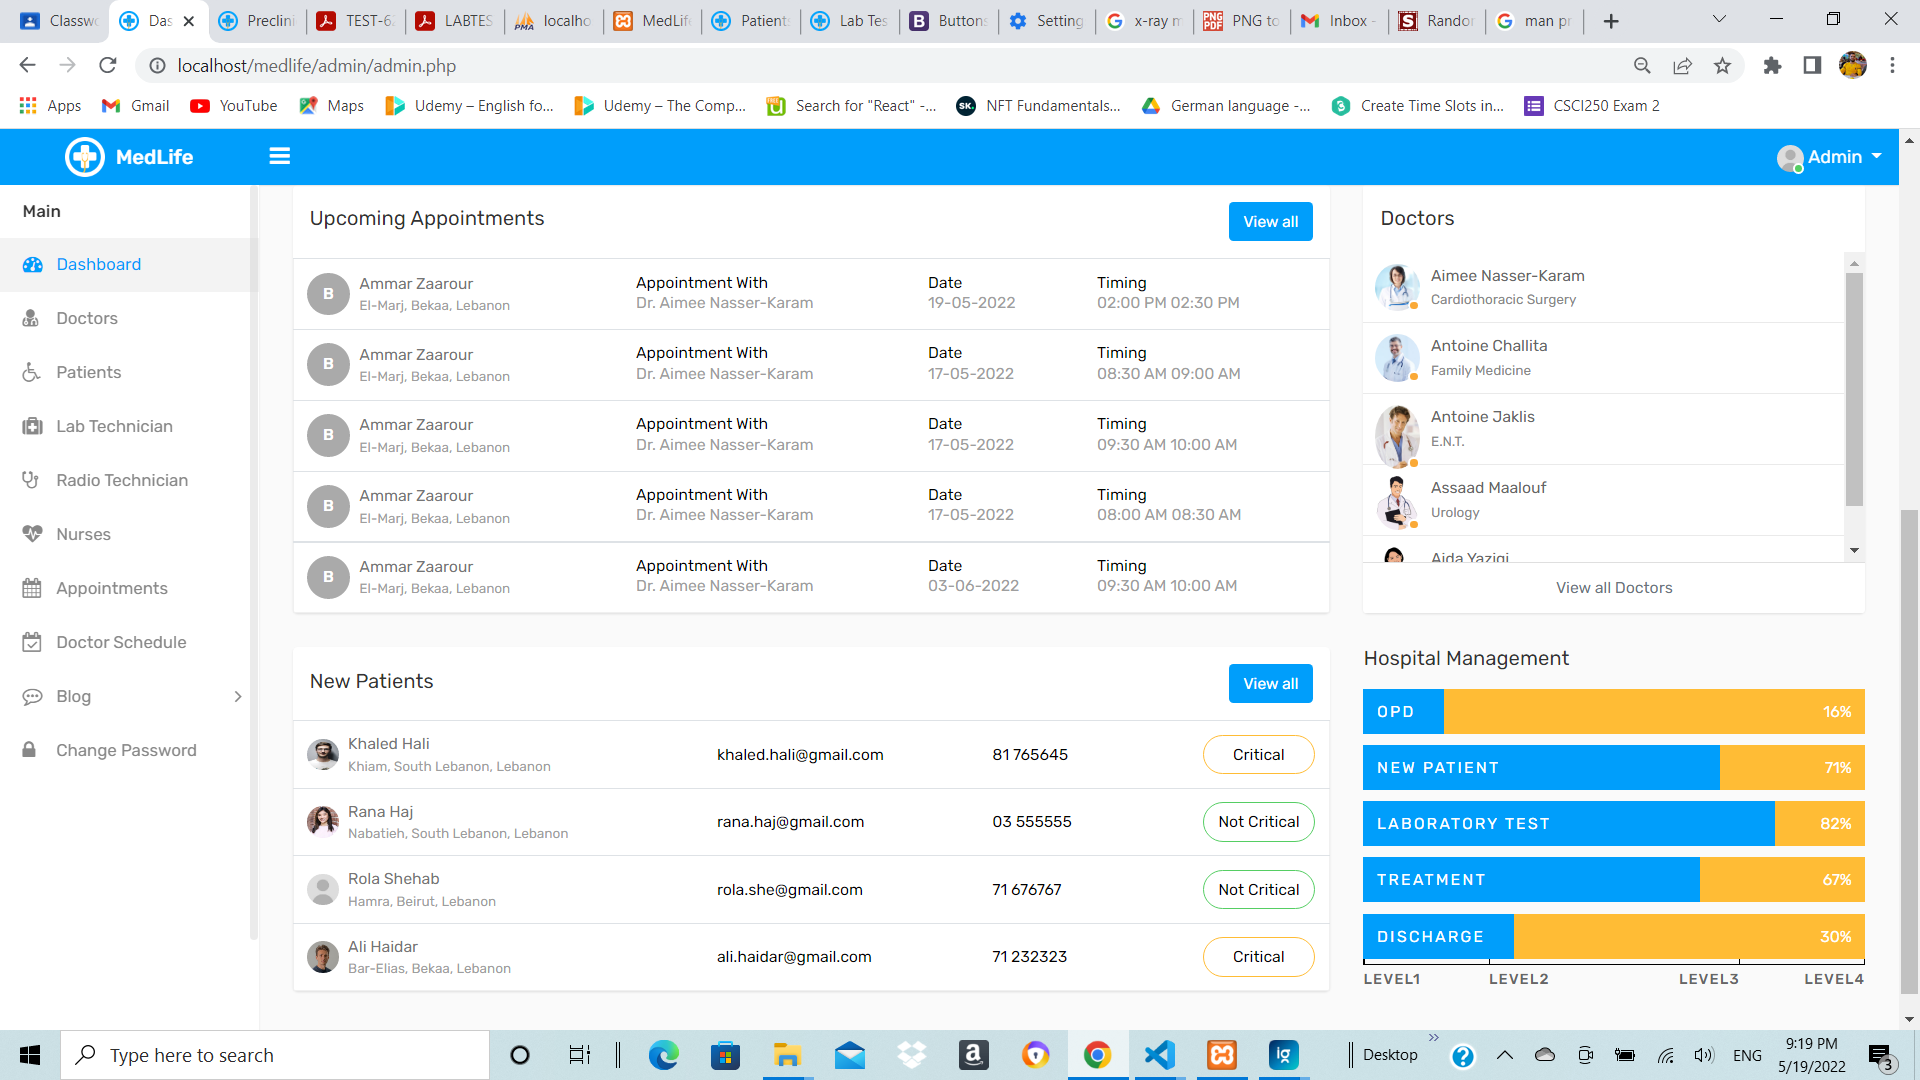 Classwo
Das
Preclini
TEST-62
LABTES
localho
MedLife
Patients
Lab Tes
Buttons
Setting
x-ray m
PNG to
Inbox -
Randor
man pr
localhost/medlife/admin/admin.php
Apps
Gmail
YouTube
Maps
Udemy – English fo...
Udemy – The Comp...
Search for "React" -...
NFT Fundamentals...
German language -...
Create Time Slots in...
CSCI250 Exam 2
MedLife
Admin
Main
Dashboard
Doctors
Patients
Lab Technician
Radio Technician
Nurses
Appointments
Doctor Schedule
Blog
Change Password
Upcoming Appointments
View all
B
Ammar Zaarour
El-Marj, Bekaa, Lebanon
Appointment With
Dr. Aimee Nasser-Karam
Date
19-05-2022
Timing
02:00 PM 02:30 PM
B
Ammar Zaarour
El-Marj, Bekaa, Lebanon
Appointment With
Dr. Aimee Nasser-Karam
Date
17-05-2022
Timing
08:30 AM 09:00 AM
B
Ammar Zaarour
El-Marj, Bekaa, Lebanon
Appointment With
Dr. Aimee Nasser-Karam
Date
17-05-2022
Timing
09:30 AM 10:00 AM
B
Ammar Zaarour
El-Marj, Bekaa, Lebanon
Appointment With
Dr. Aimee Nasser-Karam
Date
17-05-2022
Timing
08:00 AM 08:30 AM
B
Ammar Zaarour
El-Marj, Bekaa, Lebanon
Appointment With
Dr. Aimee Nasser-Karam
Date
03-06-2022
Timing
09:30 AM 10:00 AM
Doctors
Aimee Nasser-Karam
Cardiothoracic Surgery
Antoine Challita
Family Medicine
Antoine Jaklis
E.N.T.
Assaad Maalouf
Urology
Aida Yazigi
View all Doctors
New Patients
View all
Khaled Hali
Khiam, South Lebanon, Lebanon
khaled.hali@gmail.com
81 765645
Critical
Rana Haj
Nabatieh, South Lebanon, Lebanon
rana.haj@gmail.com
03 555555
Not Critical
Rola Shehab
Hamra, Beirut, Lebanon
rola.she@gmail.com
71 676767
Not Critical
Ali Haidar
Bar-Elias, Bekaa, Lebanon
ali.haidar@gmail.com
71 232323
Critical
Hospital Management
OPD 16%
NEW PATIENT 71%
LABORATORY TEST 82%
TREATMENT 67%
DISCHARGE 30%
LEVEL1 LEVEL2 LEVEL3 LEVEL4
Type here to search
Desktop
ENG
9:19 PM
5/19/2022
3